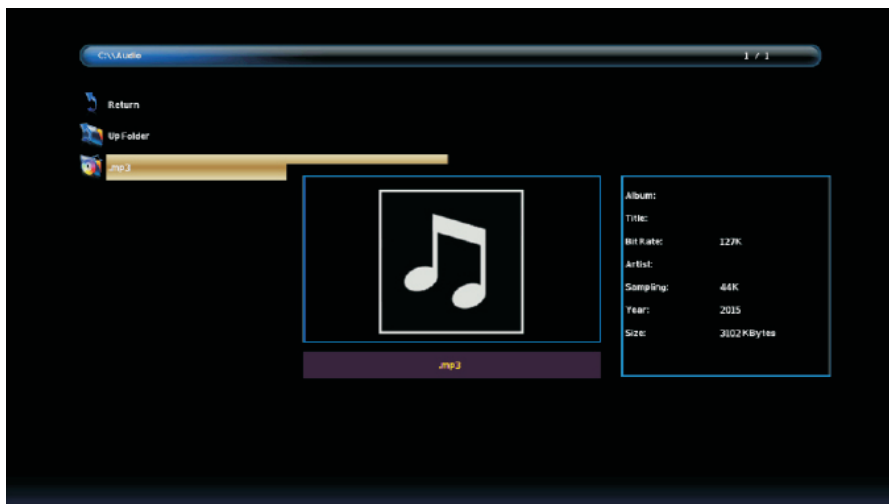 C:\\Audio 1 / 1
Return
Up Folder
.mp3
Album:
Title:
Bit Rate: 127K
Artist:
Sampling: 44K
Year: 2015
Size: 3102 KBytes
.mp3